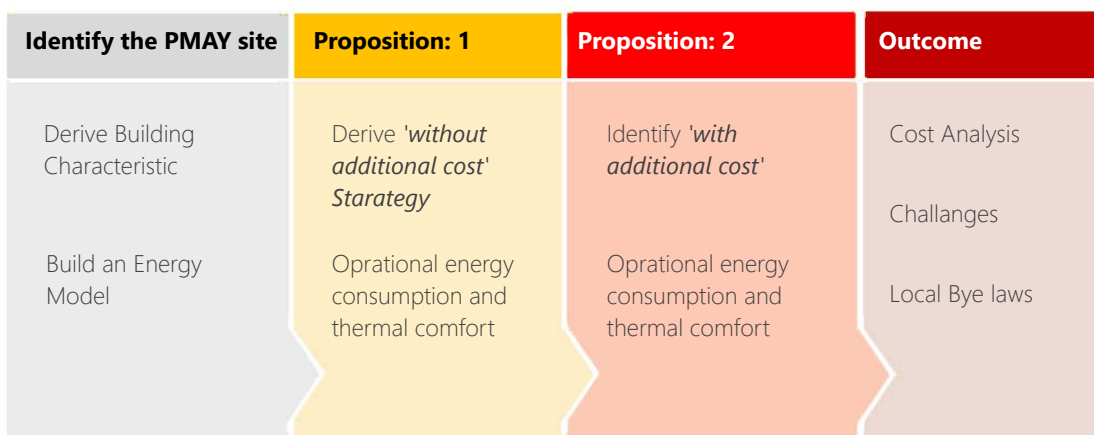 Identify the PMAY site
Derive Building
Characteristic
Build an Energy
Model
Proposition: 1
Derive 'without
additional cost'
Starategy
Oprational energy
consumption and
thermal comfort
Proposition: 2
Identify 'with
additional cost'
Oprational energy
consumption and
thermal comfort
Outcome
Cost Analysis
Challanges
Local Bye laws